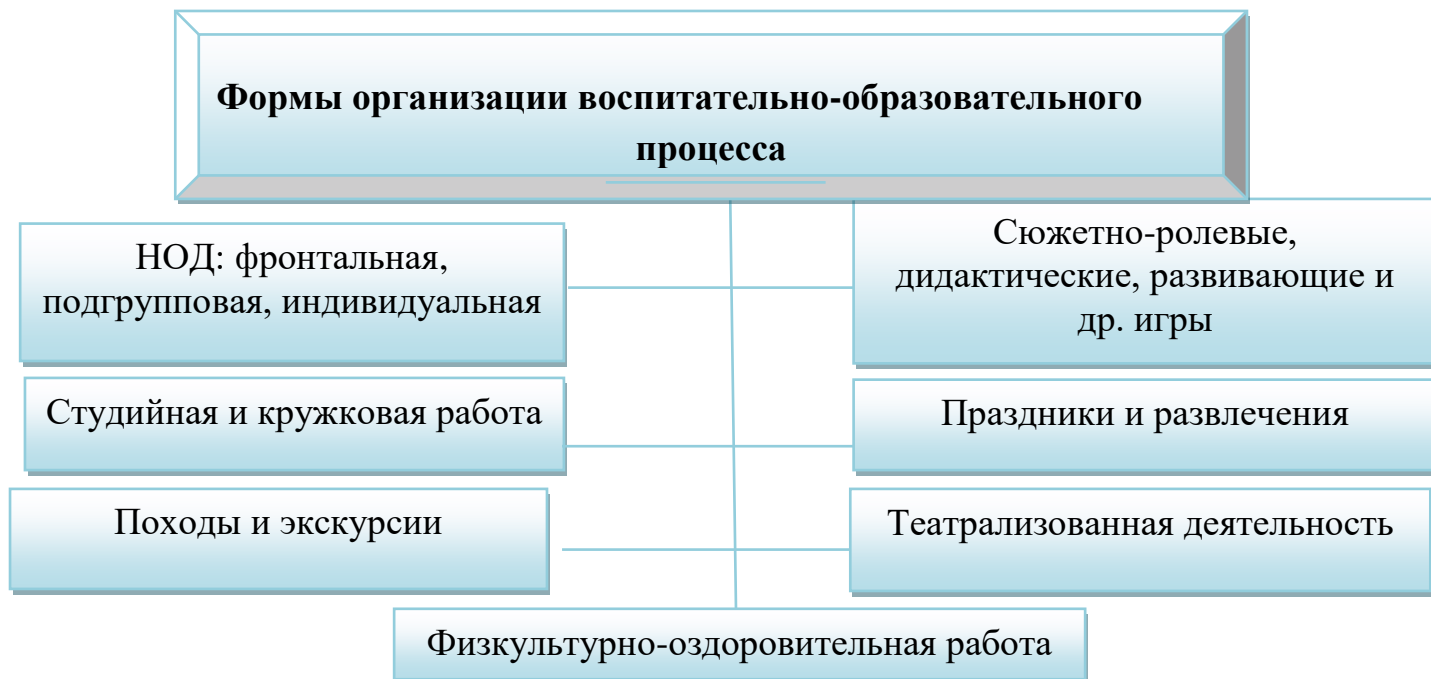 Формы организации воспитательно-образовательного
процесса
НОД: фронтальная,
подгрупповая, индивидуальная
Сюжетно-ролевые,
дидактические, развивающие и
др. игры
Студийная и кружковая работа
Праздники и развлечения
Походы и экскурсии
Театрализованная деятельность
Физкультурно-оздоровительная работа